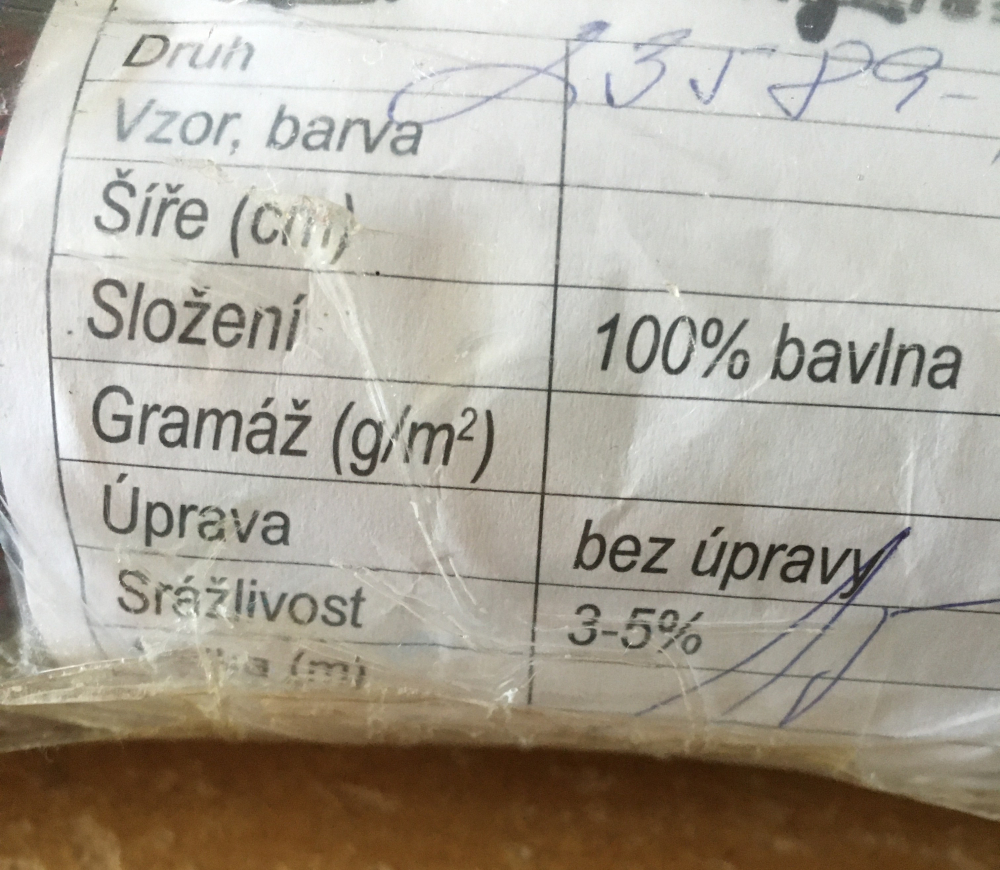 Druh
Vzor, barva
Šíře (cm)
Složení 100% bavlna
Gramáž (g/m²)
Úprava bez úpravy
Srážlivost 3-5%
(m)